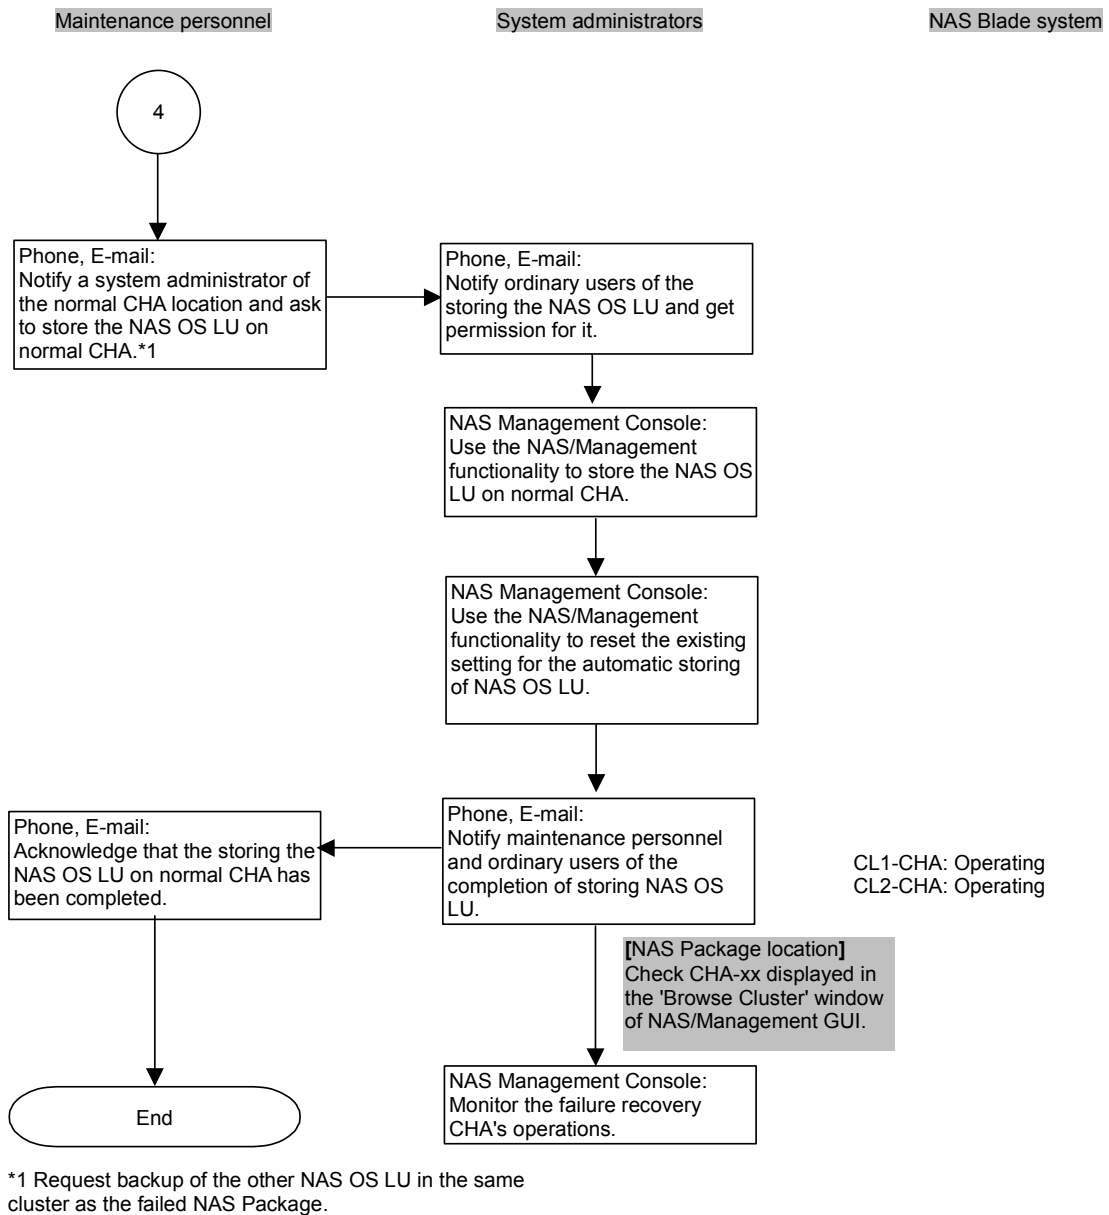 Maintenance personnel
System administrators
NAS Blade system
4
Phone, E-mail:
Notify a system administrator of
the normal CHA location and ask
to store the NAS OS LU on
normal CHA.*1
Phone, E-mail:
Notify ordinary users of the
storing the NAS OS LU and get
permission for it.
NAS Management Console:
Use the NAS/Management
functionality to store the NAS OS
LU on normal CHA.
NAS Management Console:
Use the NAS/Management
functionality to reset the existing
setting for the automatic storing
of NAS OS LU.
Phone, E-mail:
Notify maintenance personnel
and ordinary users of the
completion of storing NAS OS
LU.
Phone, E-mail:
Acknowledge that the storing the
NAS OS LU on normal CHA has
been completed.
CL1-CHA: Operating
CL2-CHA: Operating
[NAS Package location]
Check CHA-xx displayed in
the 'Browse Cluster' window
of NAS/Management GUI.
NAS Management Console:
Monitor the failure recovery
CHA's operations.
End
*1 Request backup of the other NAS OS LU in the same
cluster as the failed NAS Package.